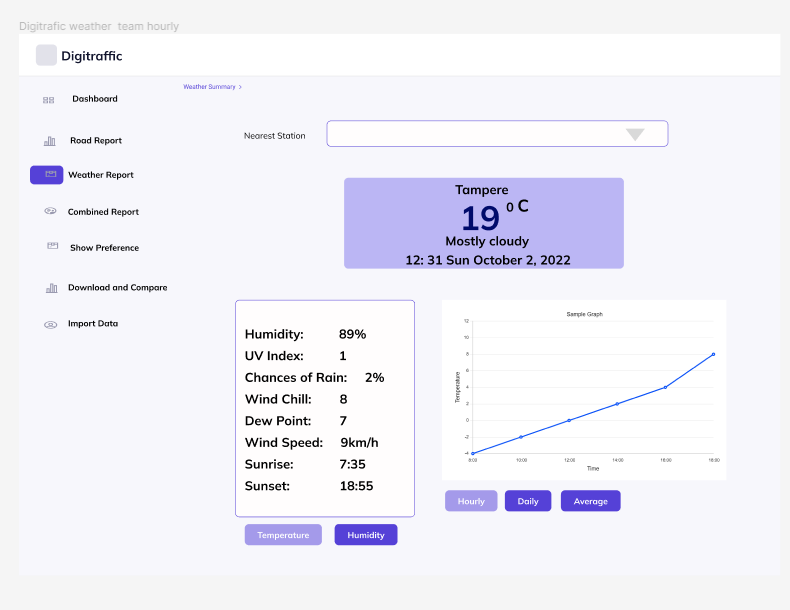 Digitrafic weather team hourly
Digitraffic
Weather Summary >
Dashboard
Road Report
Weather Report
Combined Report
Show Preference
Download and Compare
Import Data
Nearest Station
Tampere
19 0 C
Mostly cloudy
12: 31 Sun October 2, 2022
Humidity: 89%
UV Index: 1
Chances of Rain: 2%
Wind Chill: 8
Dew Point: 7
Wind Speed: 9km/h
Sunrise: 7:35
Sunset: 18:55
Temperature
Humidity
Sample Graph
Temperature
12
10
8
6
4
2
0
-2
-4
8:00 10:00 12:00 14:00 16:00 18:00
Time
Hourly
Daily
Average